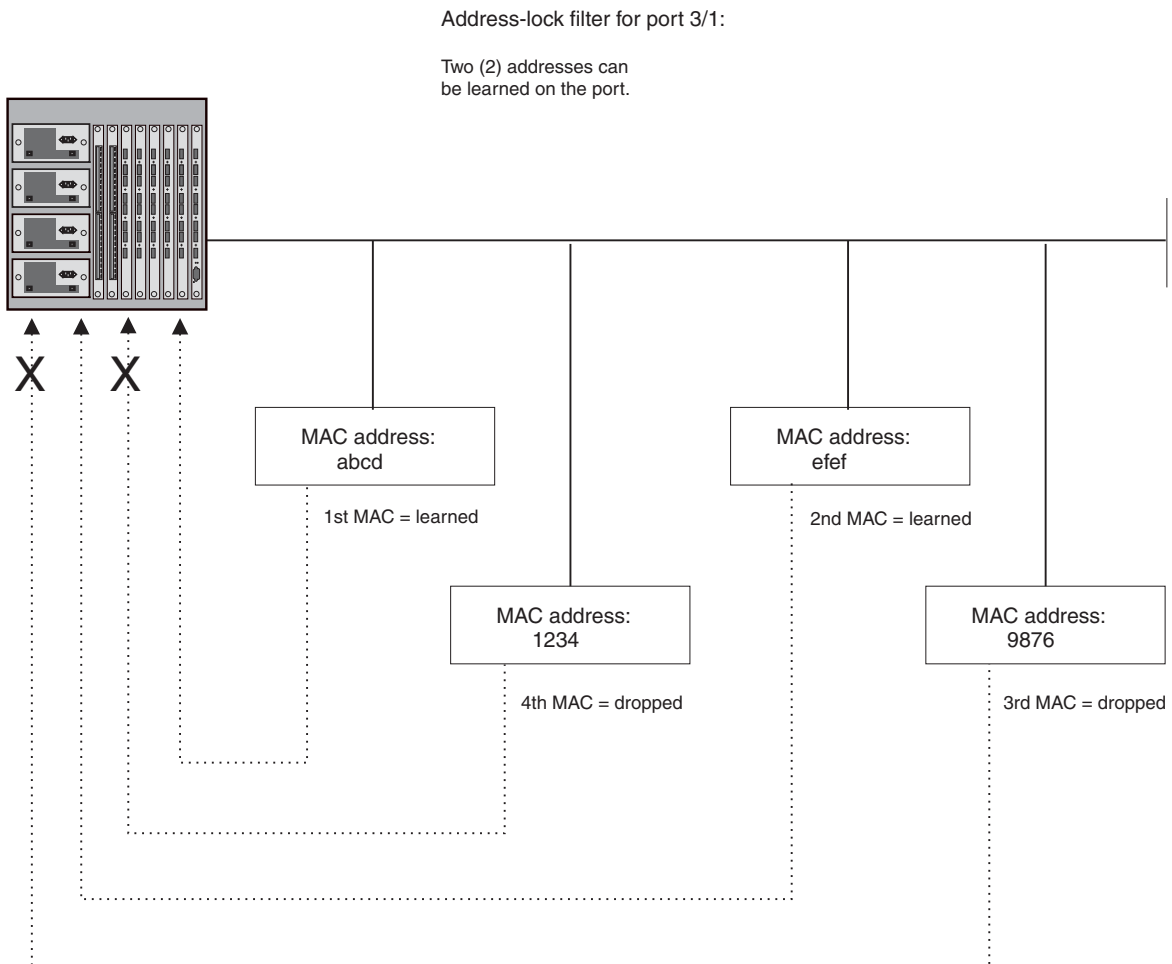 Address-lock filter for port 3/1:
Two (2) addresses can
be learned on the port.
X
X
MAC address:
abcd
1st MAC = learned
MAC address:
efef
2nd MAC = learned
MAC address:
1234
4th MAC = dropped
MAC address:
9876
3rd MAC = dropped